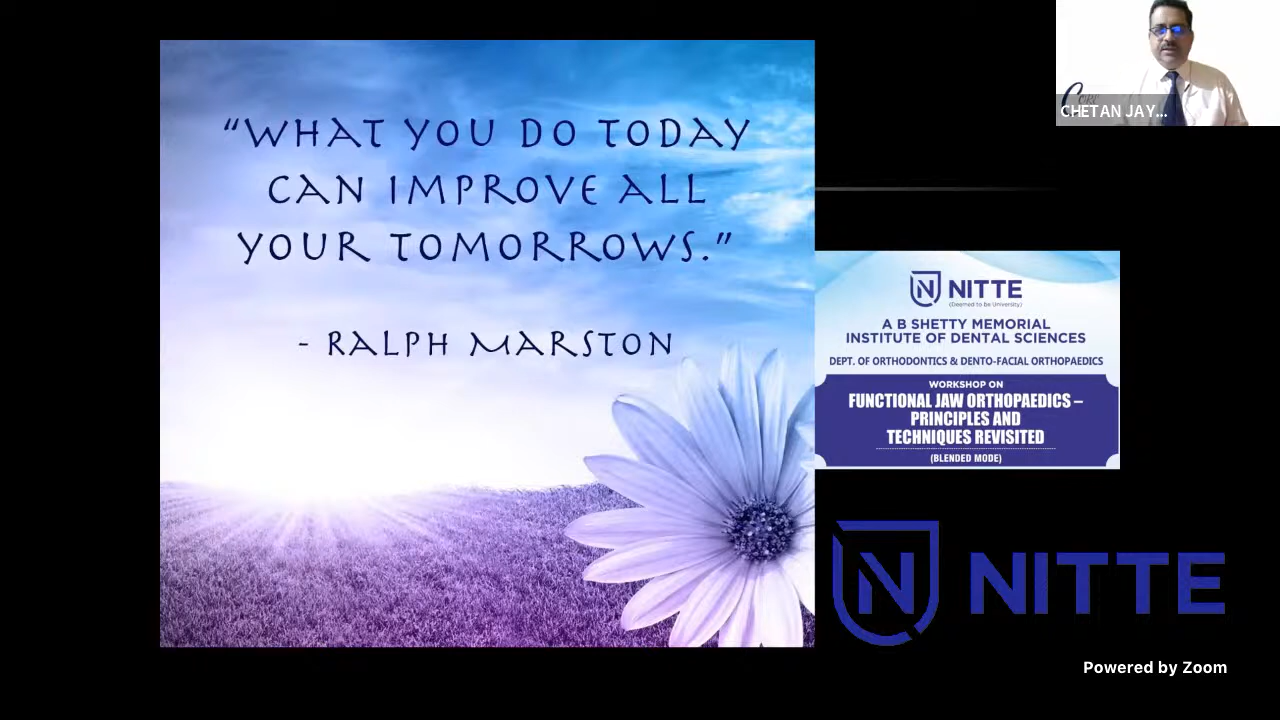 “WHAT YOU DO TODAY
CAN IMPROVE ALL
YOUR TOMORROWS.”
- RALPH MARSTON
CHETAN JAY...
N NITTE
(Deemed to be University)
A B SHETTY MEMORIAL
INSTITUTE OF DENTAL SCIENCES
DEPT. OF ORTHODONTICS & DENTO-FACIAL ORTHOPAEDICS
WORKSHOP ON
FUNCTIONAL JAW ORTHOPAEDICS –
PRINCIPLES AND
TECHNIQUES REVISITED
(BLENDED MODE)
N NITTE
Powered by Zoom